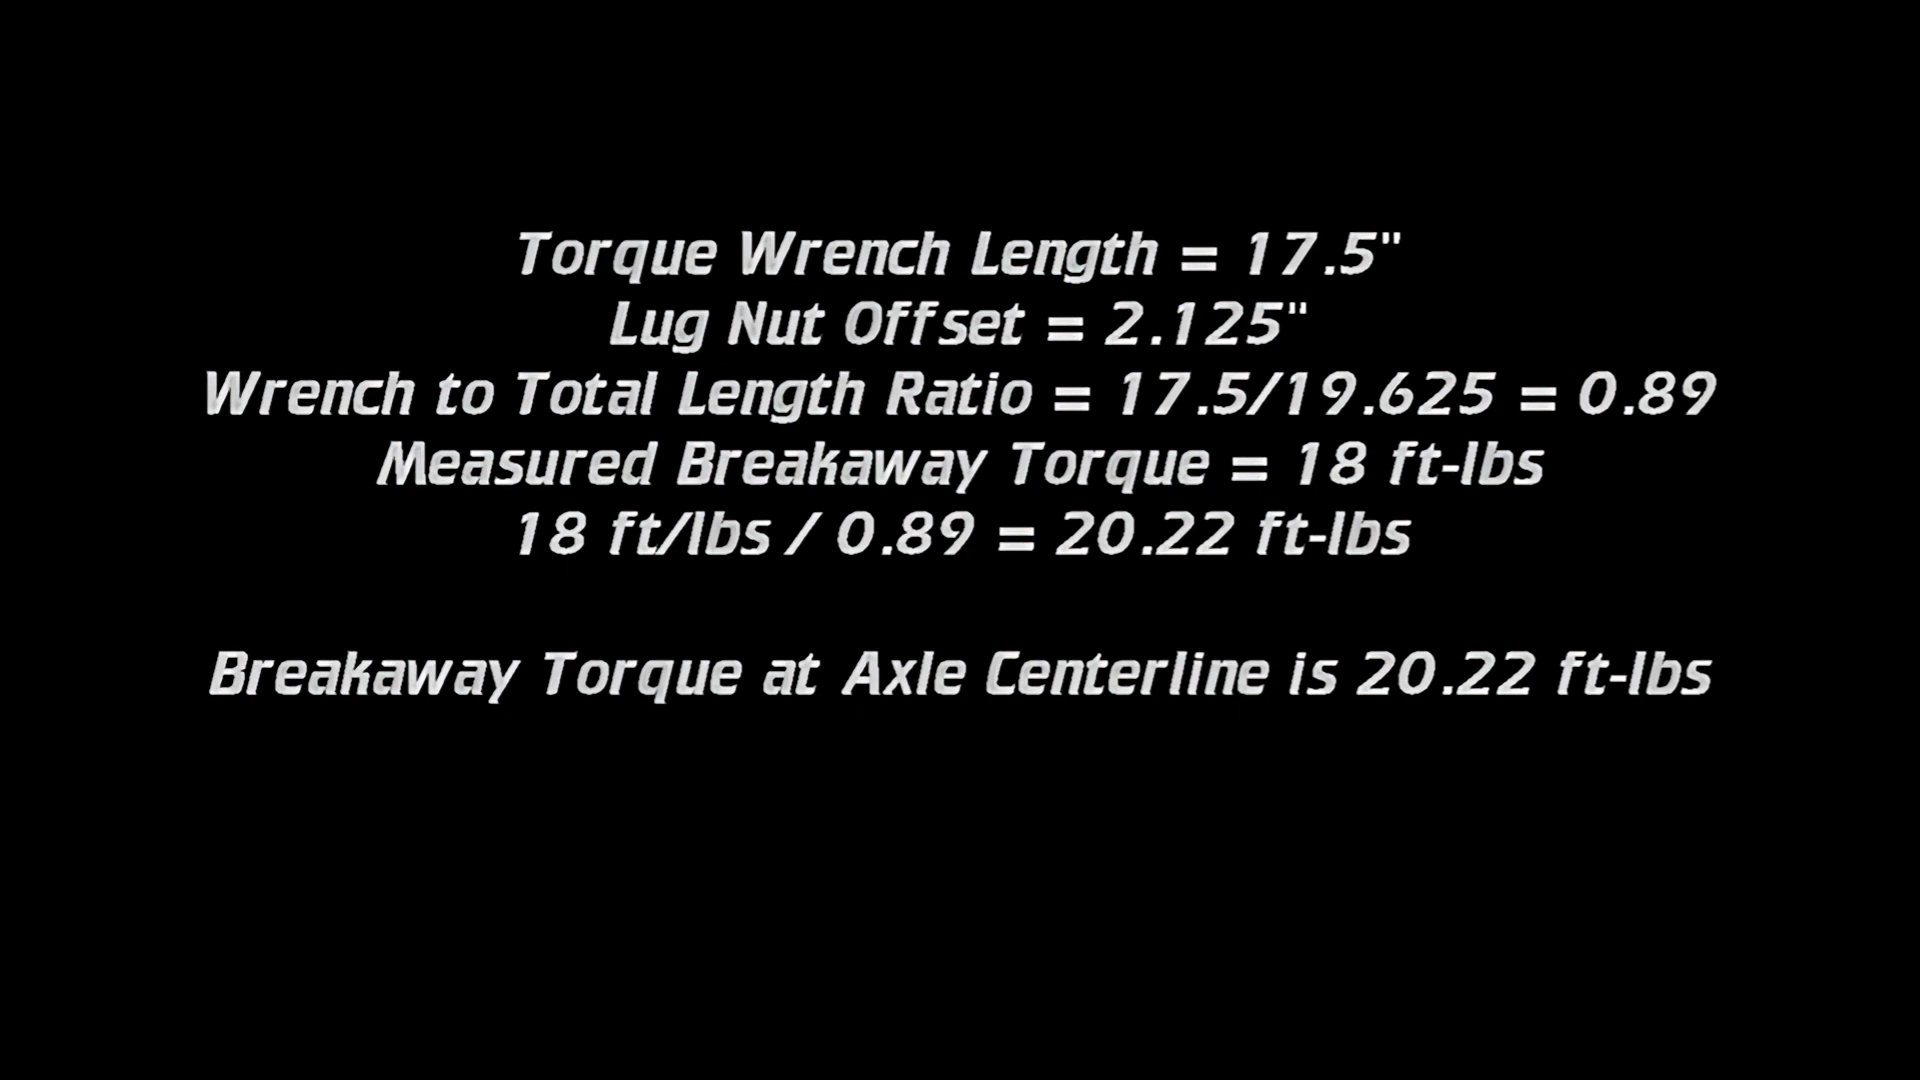 Torque Wrench Length = 17.5"
Lug Nut Offset = 2.125"
Wrench to Total Length Ratio = 17.5/19.625 = 0.89
Measured Breakaway Torque = 18 ft-lbs
18 ft/lbs / 0.89 = 20.22 ft-lbs
Breakaway Torque at Axle Centerline is 20.22 ft-lbs